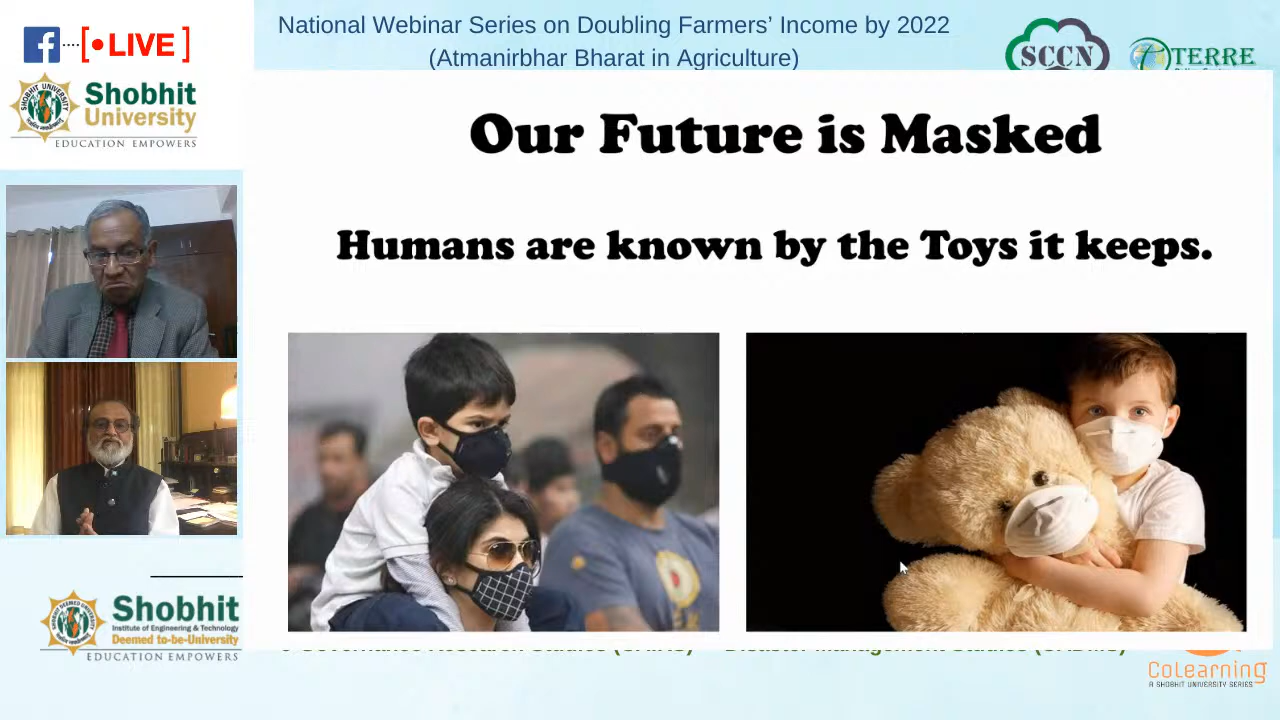 National Webinar Series on Doubling Farmers' Income by 2022
(Atmanirbhar Bharat in Agriculture)
LIVE
SCCN
TERRE
Shobhit
University
EDUCATION EMPOWERS
Our Future is Masked
Humans are known by the Toys it keeps.
Shobhit
Institute of Engineering & Technology
Deemed to-be-University
EDUCATION EMPOWERS
CoLearning
A SHOBHIT UNIVERSITY SERIES